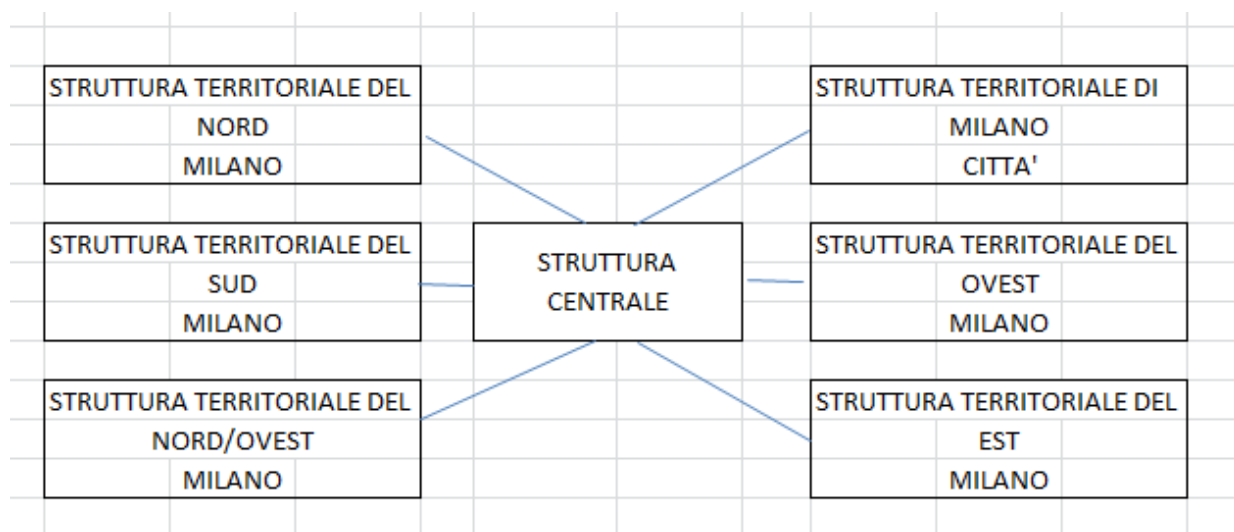 STRUTTURA TERRITORIALE DEL
NORD
MILANO
STRUTTURA TERRITORIALE DI
MILANO
CITTA'
STRUTTURA TERRITORIALE DEL
SUD
MILANO
STRUTTURA
CENTRALE
STRUTTURA TERRITORIALE DEL
OVEST
MILANO
STRUTTURA TERRITORIALE DEL
NORD/OVEST
MILANO
STRUTTURA TERRITORIALE DEL
EST
MILANO